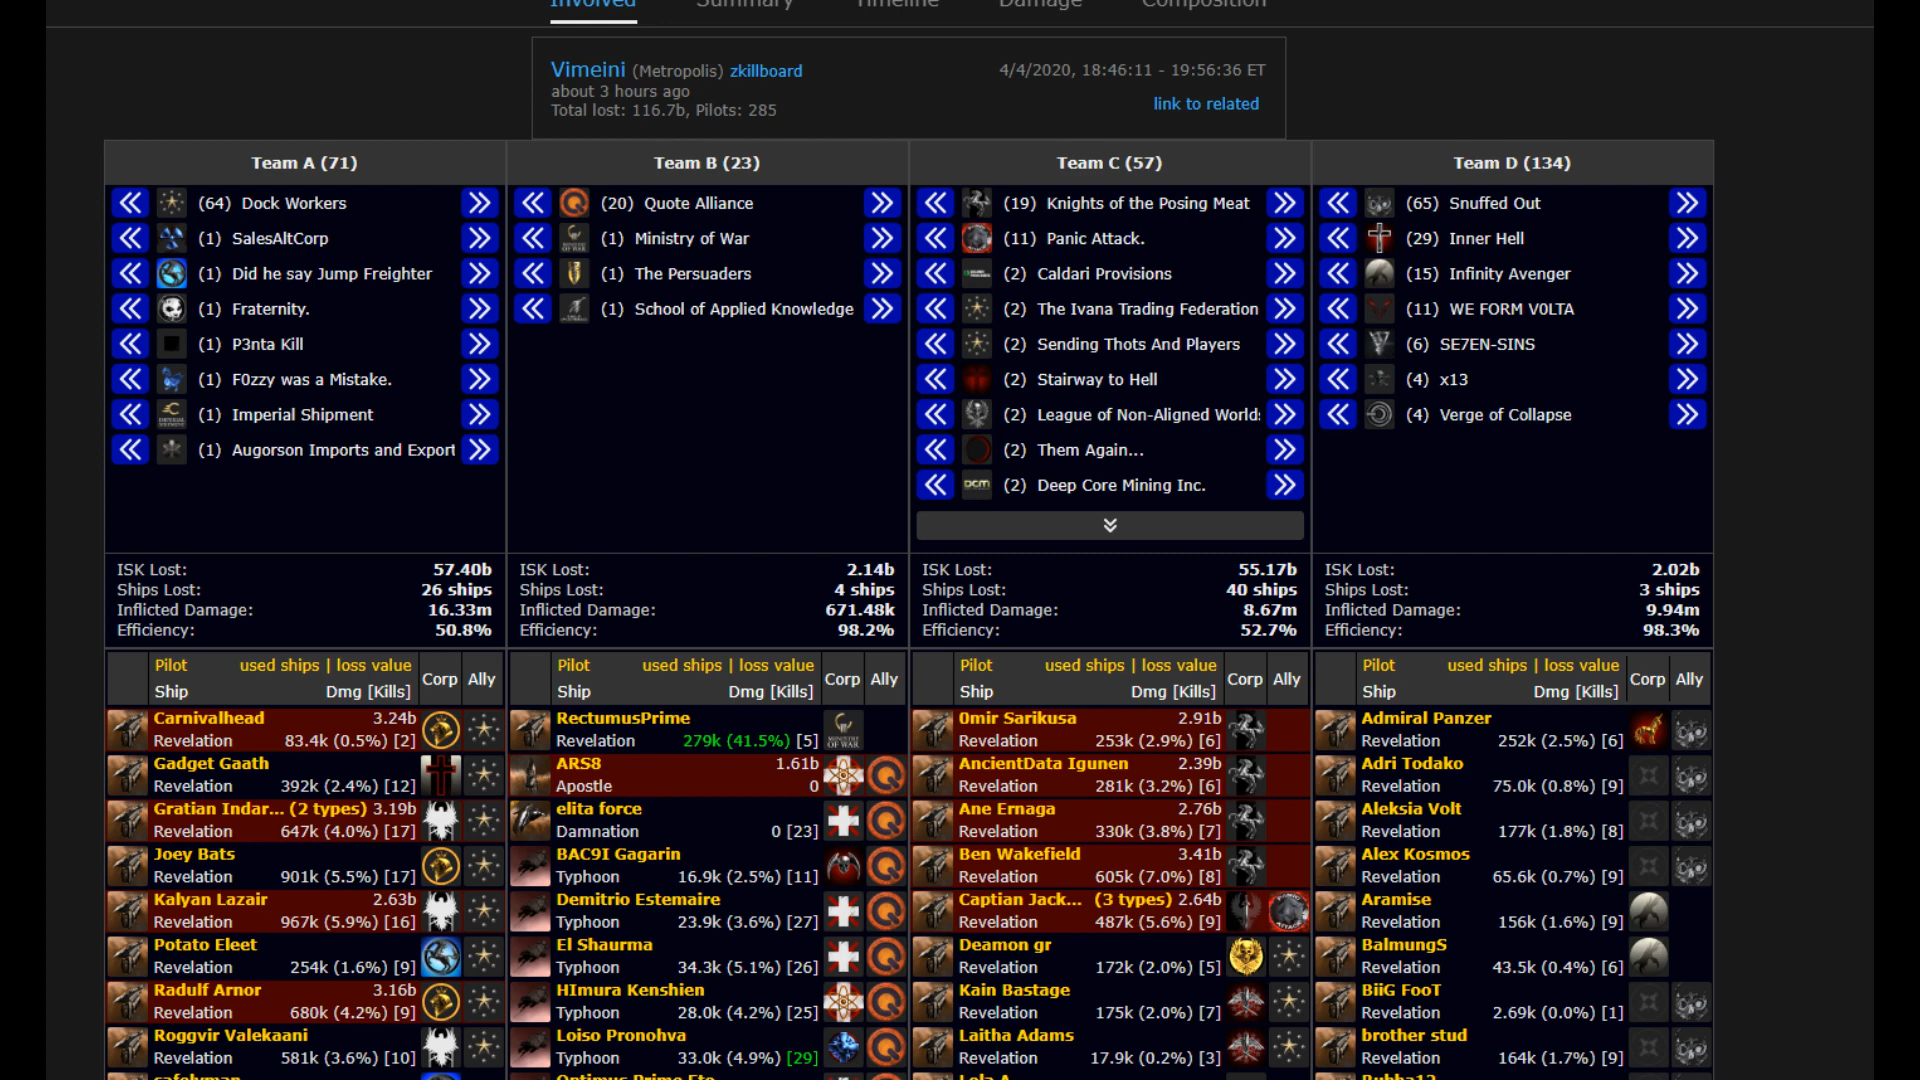 Involved Summary Timeline Damage Composition
Vimeini (Metropolis) zkillboard
4/4/2020, 18:46:11 - 19:56:36 ET
about 3 hours ago
link to related
Total lost: 116.7b, Pilots: 285
Team A (71)
(64) Dock Workers
(1) SalesAltCorp
(1) Did he say Jump Freighter
(1) Fraternity.
(1) P3nta Kill
(1) F0zzy was a Mistake.
(1) Imperial Shipment
(1) Augorson Imports and Export
ISK Lost: 57.40b
Ships Lost: 26 ships
Inflicted Damage: 16.33m
Efficiency: 50.8%
Team B (23)
(20) Quote Alliance
(1) Ministry of War
(1) The Persuaders
(1) School of Applied Knowledge
ISK Lost: 2.14b
Ships Lost: 4 ships
Inflicted Damage: 671.48k
Efficiency: 98.2%
Team C (57)
(19) Knights of the Posing Meat
(11) Panic Attack.
(2) Caldari Provisions
(2) The Ivana Trading Federation
(2) Sending Thots And Players
(2) Stairway to Hell
(2) League of Non-Aligned Worlds
(2) Them Again...
(2) Deep Core Mining Inc.
ISK Lost: 55.17b
Ships Lost: 40 ships
Inflicted Damage: 8.67m
Efficiency: 52.7%
Team D (134)
(65) Snuffed Out
(29) Inner Hell
(15) Infinity Avenger
(11) WE FORM V0LTA
(6) SE7EN-SINS
(4) x13
(4) Verge of Collapse
ISK Lost: 2.02b
Ships Lost: 3 ships
Inflicted Damage: 9.94m
Efficiency: 98.3%
Pilot used ships | loss value
Ship Dmg [Kills] Corp Ally
Carnivalhead 3.24b
Revelation 83.4k (0.5%) [2]
Gadget Gaath
Revelation 392k (2.4%) [12]
Gratian Indar... (2 types) 3.19b
Revelation 647k (4.0%) [17]
Joey Bats
Revelation 901k (5.5%) [17]
Kalyan Lazair 2.63b
Revelation 967k (5.9%) [16]
Potato Eleet
Revelation 254k (1.6%) [9]
Radulf Arnor 3.16b
Revelation 680k (4.2%) [9]
Roggvir Valekaani
Revelation 581k (3.6%) [10]
Pilot used ships | loss value
Ship Dmg [Kills] Corp Ally
RectumusPrime
Revelation 279k (41.5%) [5]
MINISTRY
OF WAR
ARS8 1.61b
Apostle 0
elita force
Damnation 0 [23]
BAC9I Gagarin
Typhoon 16.9k (2.5%) [11]
Demitrio Estemaire
Typhoon 23.9k (3.6%) [27]
El Shaurma
Typhoon 34.3k (5.1%) [26]
HImura Kenshien
Typhoon 28.0k (4.2%) [25]
Loiso Pronohva
Typhoon 33.0k (4.9%) [29]
Pilot used ships | loss value
Ship Dmg [Kills] Corp Ally
0mir Sarikusa 2.91b
Revelation 253k (2.9%) [6]
AncientData Igunen 2.39b
Revelation 281k (3.2%) [6]
Ane Ernaga 2.76b
Revelation 330k (3.8%) [7]
Ben Wakefield 3.41b
Revelation 605k (7.0%) [8]
Captian Jack... (3 types) 2.64b
Revelation 487k (5.6%) [9]
Deamon gr
Revelation 172k (2.0%) [5]
Kain Bastage
Revelation 175k (2.0%) [7]
Laitha Adams
Revelation 17.9k (0.2%) [3]
Pilot used ships | loss value
Ship Dmg [Kills] Corp Ally
Admiral Panzer
Revelation 252k (2.5%) [6]
Adri Todako
Revelation 75.0k (0.8%) [9]
Aleksia Volt
Revelation 177k (1.8%) [8]
Alex Kosmos
Revelation 65.6k (0.7%) [9]
Aramise
Revelation 156k (1.6%) [9]
BalmungS
Revelation 43.5k (0.4%) [6]
BiiG FooT
Revelation 2.69k (0.0%) [1]
brother stud
Revelation 164k (1.7%) [9]